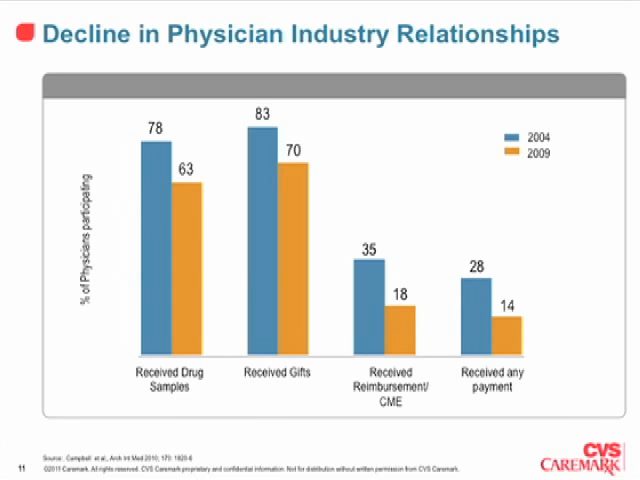 Decline in Physician Industry Relationships
% of Physicians participating
2004
2009
78
63
83
70
35
18
28
14
Received Drug
Samples
Received Gifts
Received
Reimbursement/
CME
Received any
payment
Source: Campbell et al., Arch Int Med 2010; 170: 1820-6
11
©2011 Caremark. All rights reserved. CVS Caremark proprietary and confidential information. Not for distribution without written permission from CVS Caremark.
CVS
CAREMARK